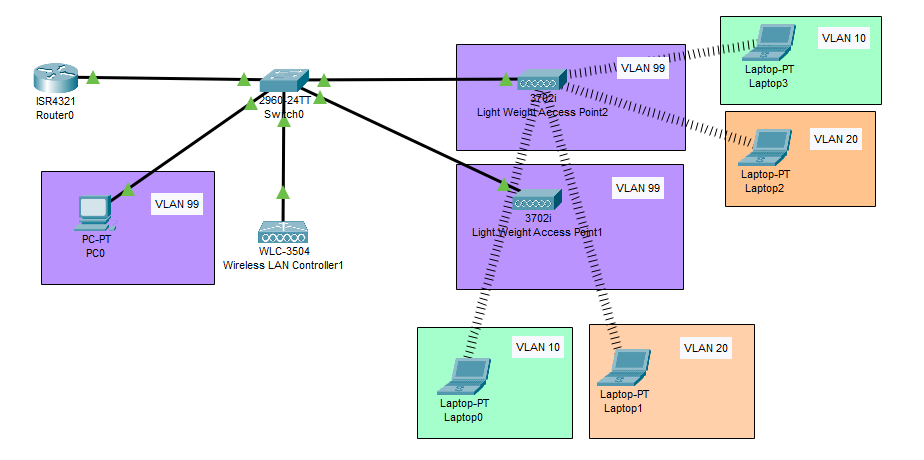 VLAN 10
Laptop-PT
Laptop3
VLAN 99
3702i
Light Weight Access Point2
ISR4321
Router0
2960-24TT
Switch0
VLAN 20
Laptop-PT
Laptop2
VLAN 99
3702i
Light Weight Access Point1
VLAN 99
PC-PT
PC0
WLC-3504
Wireless LAN Controller1
VLAN 10
Laptop-PT
Laptop0
VLAN 20
Laptop-PT
Laptop1